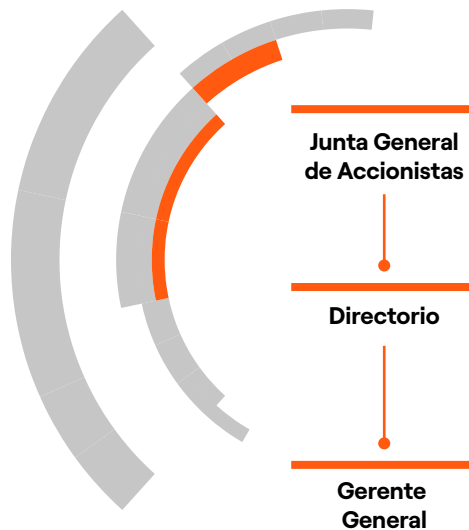 Junta General
de Accionistas
Directorio
Gerente
General